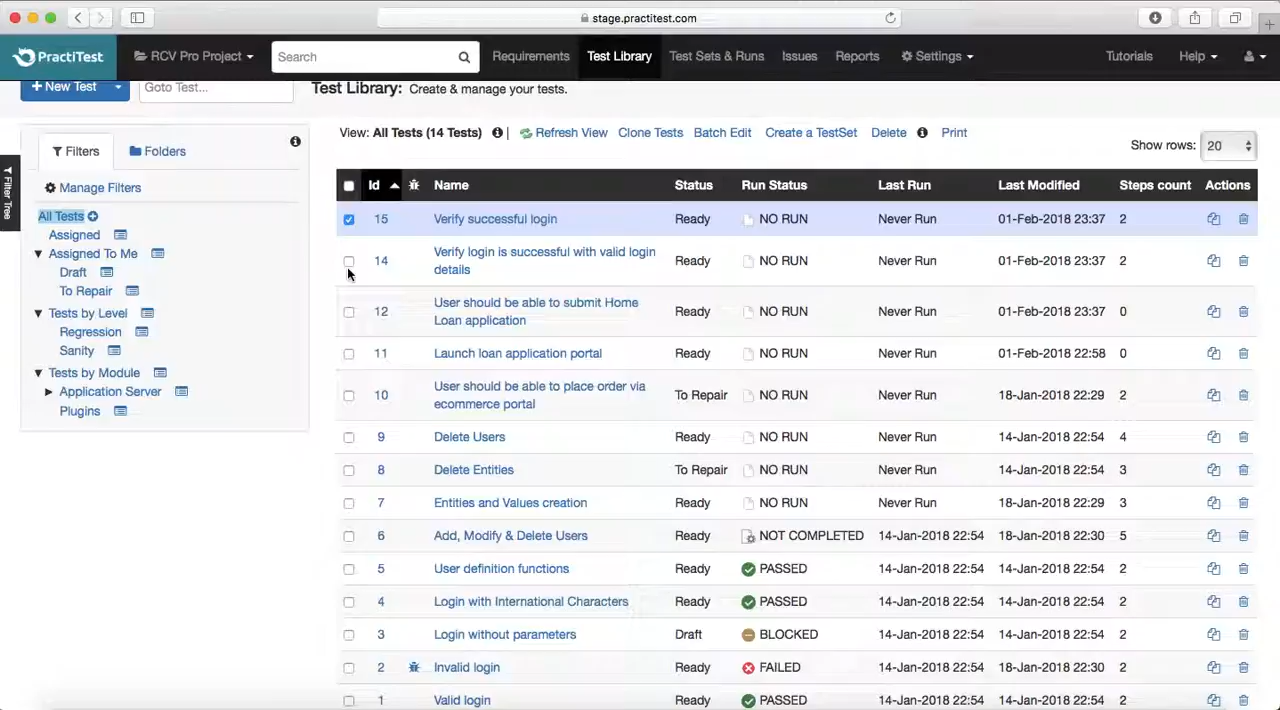 stage.practitest.com
PractiTest
RCV Pro Project
Search
Requirements
Test Library
Test Sets & Runs
Issues
Reports
Settings
Tutorials
Help
+ New Test
Goto Test...
Test Library: Create & manage your tests.
View: All Tests (14 Tests) | Refresh View Clone Tests Batch Edit Create a TestSet Delete Print
Show rows: 20
Filters
Folders
Manage Filters
Filter Tree
All Tests
Assigned
Assigned To Me
Draft
To Repair
Tests by Level
Regression
Sanity
Tests by Module
Application Server
Plugins
Id Name Status Run Status Last Run Last Modified Steps count Actions
15 Verify successful login Ready NO RUN Never Run 01-Feb-2018 23:37 2
14 Verify login is successful with valid login Ready NO RUN Never Run 01-Feb-2018 23:37 2
details
12 User should be able to submit Home Ready NO RUN Never Run 01-Feb-2018 23:37 0
Loan application
11 Launch loan application portal Ready NO RUN Never Run 01-Feb-2018 22:58 0
10 User should be able to place order via To Repair NO RUN Never Run 18-Jan-2018 22:29 2
ecommerce portal
9 Delete Users Ready NO RUN Never Run 14-Jan-2018 22:54 4
8 Delete Entities To Repair NO RUN Never Run 14-Jan-2018 22:54 3
7 Entities and Values creation Ready NO RUN Never Run 18-Jan-2018 22:29 3
6 Add, Modify & Delete Users Ready NOT COMPLETED 14-Jan-2018 22:54 18-Jan-2018 22:30 5
5 User definition functions Ready PASSED 14-Jan-2018 22:54 14-Jan-2018 22:54 2
4 Login with International Characters Ready PASSED 14-Jan-2018 22:54 14-Jan-2018 22:54 2
3 Login without parameters Draft BLOCKED 14-Jan-2018 22:54 14-Jan-2018 22:54 2
2 Invalid login Ready FAILED 14-Jan-2018 22:54 18-Jan-2018 22:30 2
1 Valid login Ready PASSED 14-Jan-2018 22:54 14-Jan-2018 22:54 2